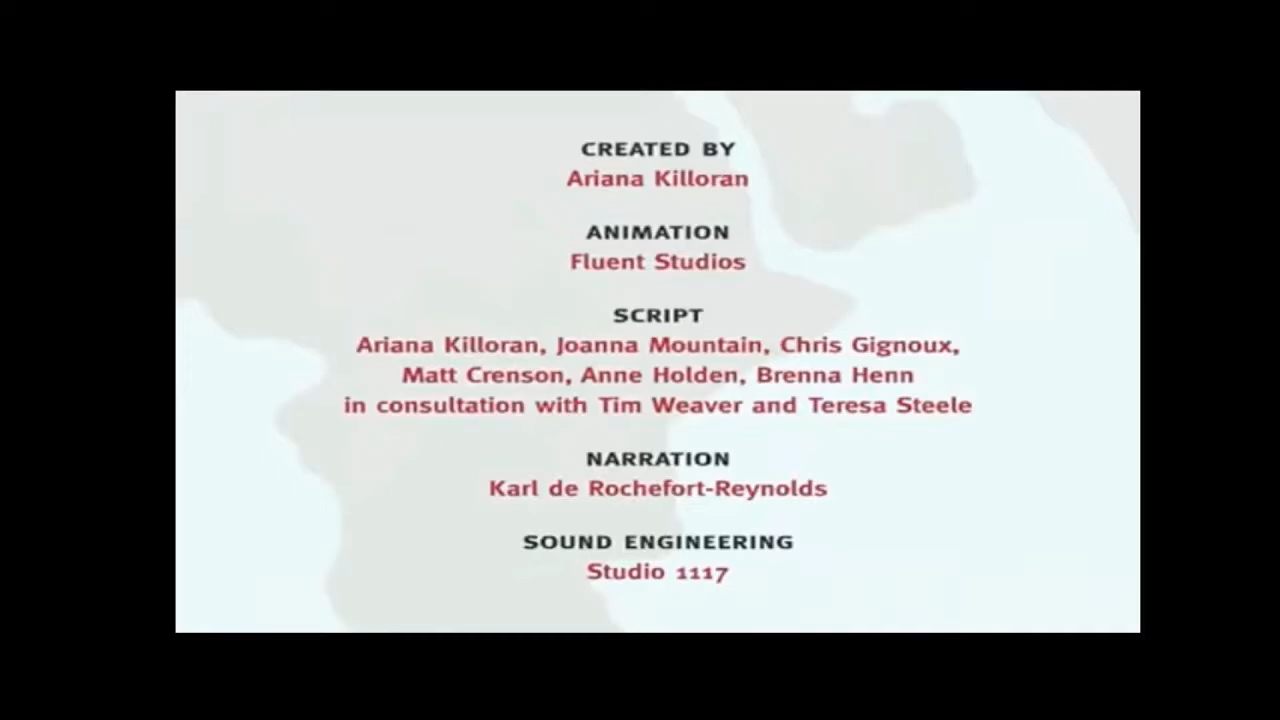 CREATED BY
Ariana Killoran
ANIMATION
Fluent Studios
SCRIPT
Ariana Killoran, Joanna Mountain, Chris Gignoux,
Matt Crenson, Anne Holden, Brenna Henn
in consultation with Tim Weaver and Teresa Steele
NARRATION
Karl de Rochefort-Reynolds
SOUND ENGINEERING
Studio 1117